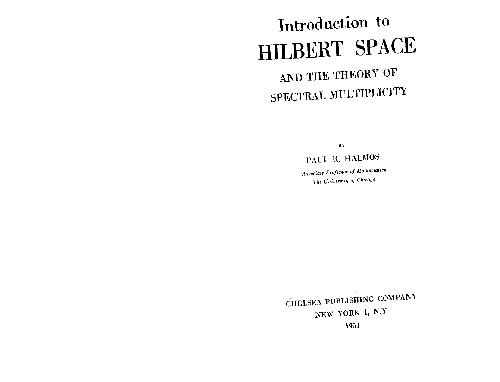 Introduction to
HILBERT SPACE
AND THE THEORY OF
SPECTRAL MULTIPLICITY
BY
PAUL R. HALMOS
Professor of Mathematics
The University of Chicago
CHELSEA PUBLISHING COMPANY
NEW YORK 1, N.Y
1951